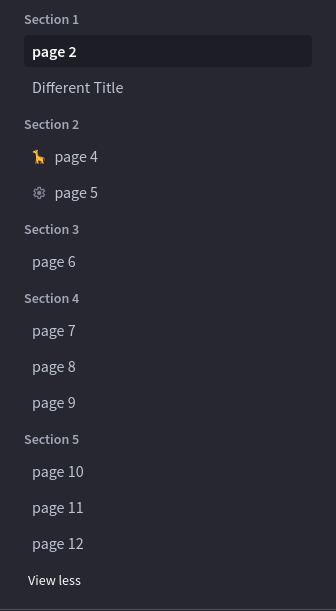 Section 1
page 2
Different Title
Section 2
page 4
page 5
Section 3
page 6
Section 4
page 7
page 8
page 9
Section 5
page 10
page 11
page 12
View less